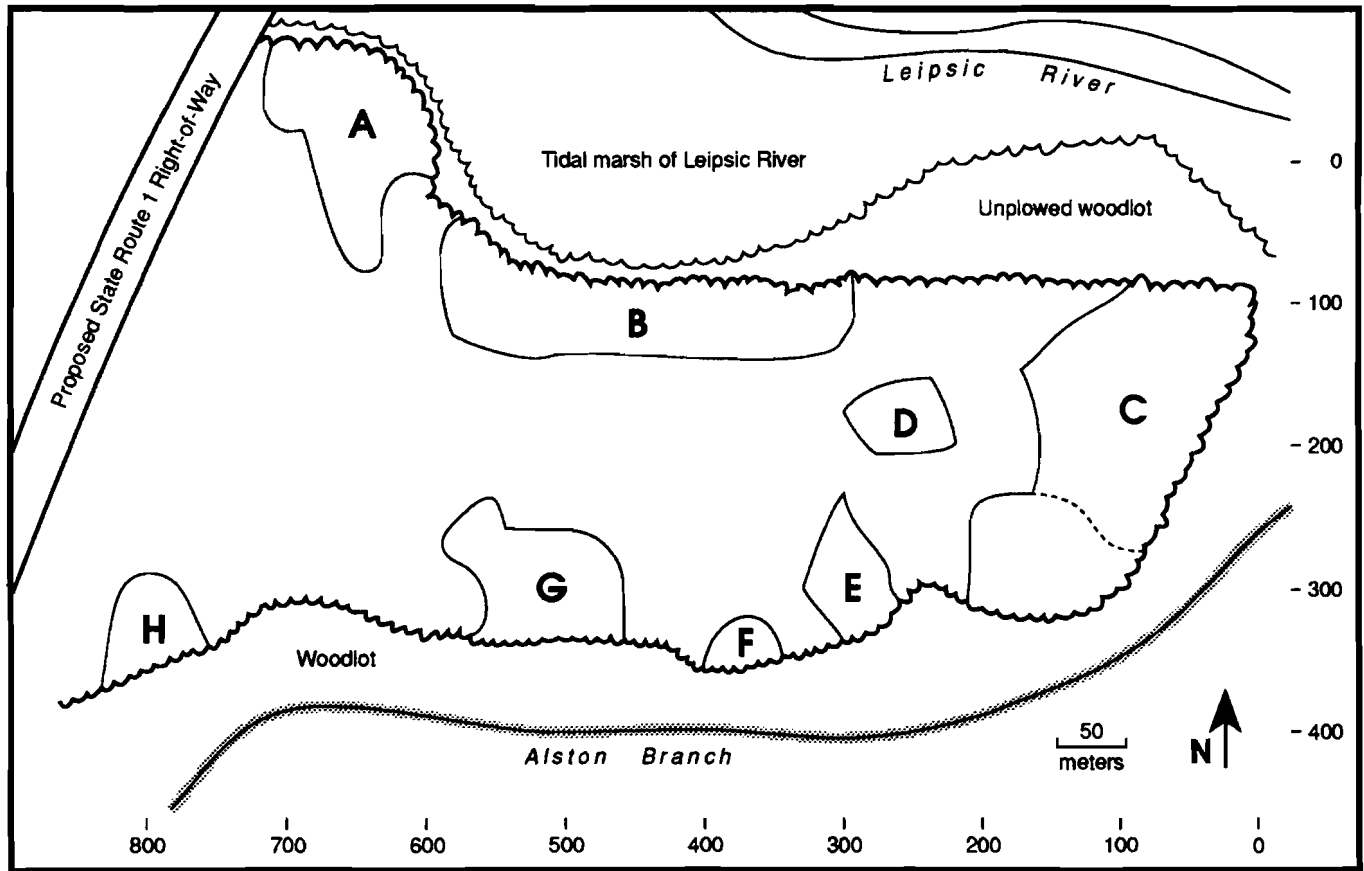 Leipsic River
A
Proposed State Route 1 Right-of-Way
Tidal marsh of Leipsic River
- 0
Unplowed woodlot
- 100
B
C
D
- 200
G
E
- 300
H
F
Woodlot
- 400
50
meters
N
Alston Branch
800 700 600 500 400 300 200 100 0